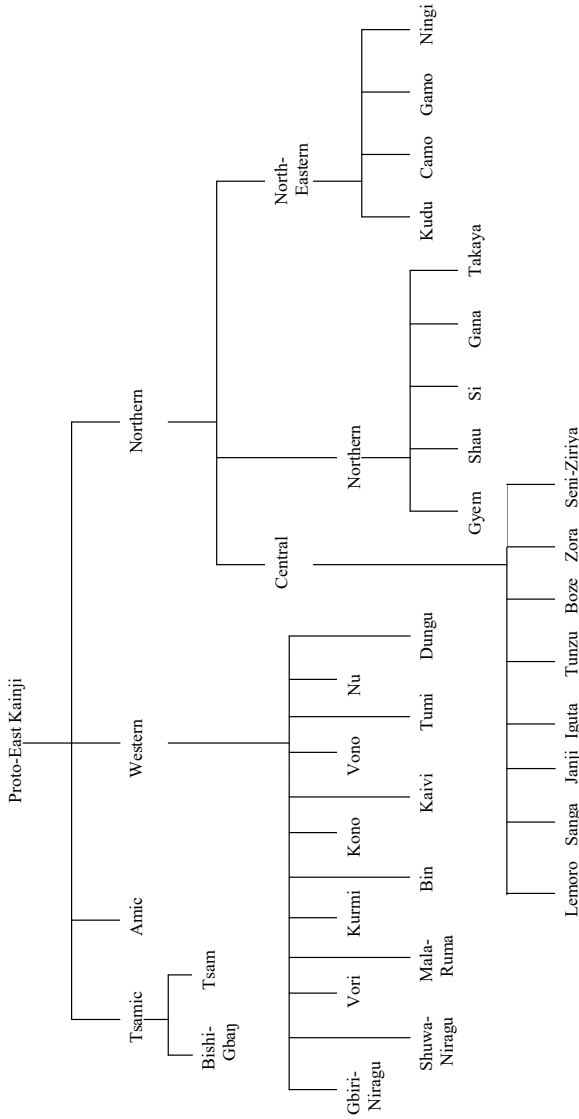 Proto-East Kainji
Tsamic
Amic
Western
Northern
Bishi-
Gbaŋ
Tsam
Central
Northern
North-
Eastern
Gbiri-
Niragu
Shuwa-
Niragu
Vori
Mala-
Ruma
Kurmi
Bin
Kono
Kaivi
Vono
Tumi
Nu
Dungu
Gyem
Shau
Si
Gana
Takaya
Kudu
Camo
Gamo
Ningi
Lemoro
Sanga
Janji
Iguta
Tunzu
Boze
Zora
Seni-Ziriya